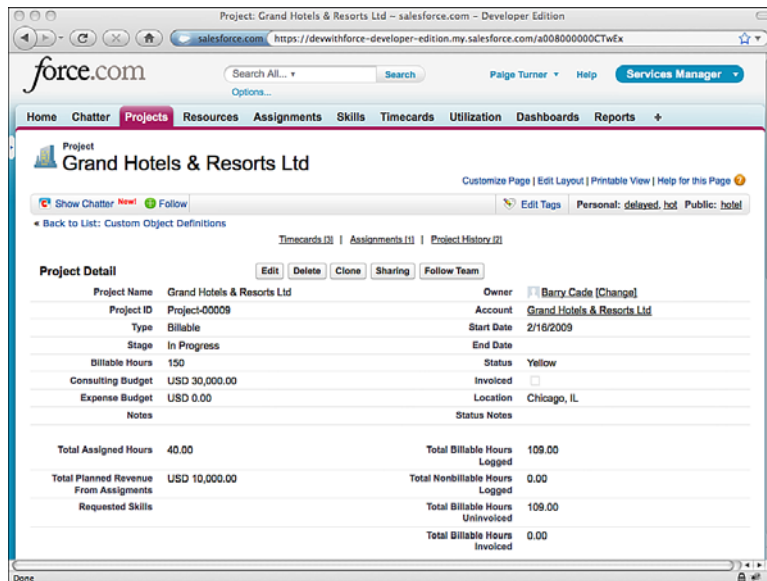 Project: Grand Hotels & Resorts Ltd ~ salesforce.com – Developer Edition
salesforce.com https://devwithforce-developer-edition.my.salesforce.com/a008000000CTwEx
force.com Search All... Search Paige Turner Help Services Manager
Options...
Home Chatter Projects Resources Assignments Skills Timecards Utilization Dashboards Reports +
Project
Grand Hotels & Resorts Ltd
Customize Page | Edit Layout | Printable View | Help for this Page ?
Show Chatter New! Follow Edit Tags Personal: delayed, hot Public: hotel
« Back to List: Custom Object Definitions
Timecards [3] | Assignments [1] | Project History [2]
Project Detail Edit Delete Clone Sharing Follow Team
Project Name Grand Hotels & Resorts Ltd Owner Barry Cade [Change]
Project ID Project-00009 Account Grand Hotels & Resorts Ltd
Type Billable Start Date 2/16/2009
Stage In Progress End Date
Billable Hours 150 Status Yellow
Consulting Budget USD 30,000.00 Invoiced
Expense Budget USD 0.00 Location Chicago, IL
Notes Status Notes
Total Assigned Hours 40.00 Total Billable Hours Logged 109.00
Total Planned Revenue From Assigments USD 10,000.00 Total Nonbillable Hours Logged 0.00
Requested Skills Total Billable Hours Uninvoiced 109.00
Total Billable Hours Invoiced 0.00
Done